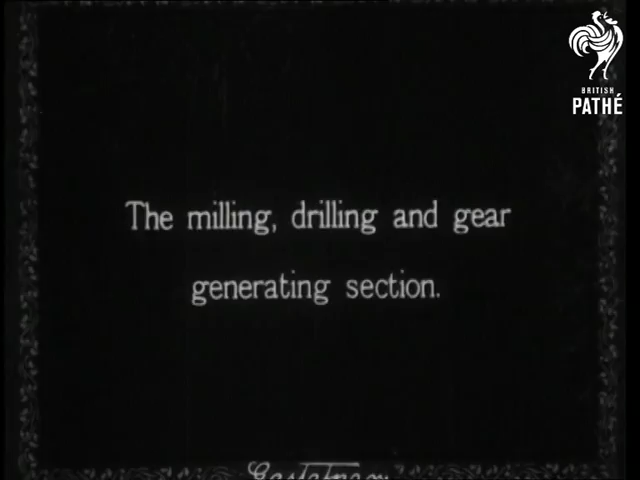 BRITISH
PATHÉ
The milling, drilling and gear
generating section.